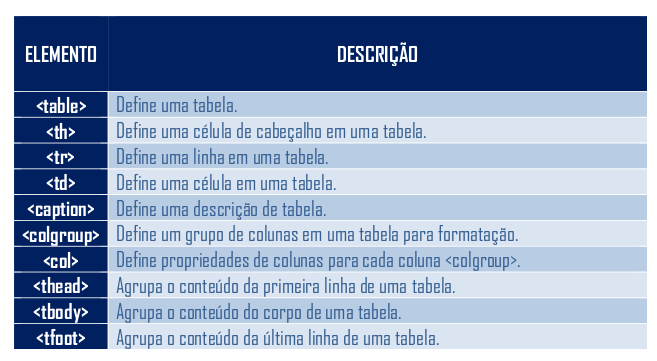 ELEMENTO DESCRIÇÃO
<table> Define uma tabela.
<th> Define uma célula de cabeçalho em uma tabela.
<tr> Define uma linha em uma tabela.
<td> Define uma célula em uma tabela.
<caption> Define uma descrição de tabela.
<colgroup> Define um grupo de colunas em uma tabela para formatação.
<col> Define propriedades de colunas para cada coluna <colgroup>.
<thead> Agrupa o conteúdo da primeira linha de uma tabela.
<tbody> Agrupa o conteúdo do corpo de uma tabela.
<tfoot> Agrupa o conteúdo da última linha de uma tabela.